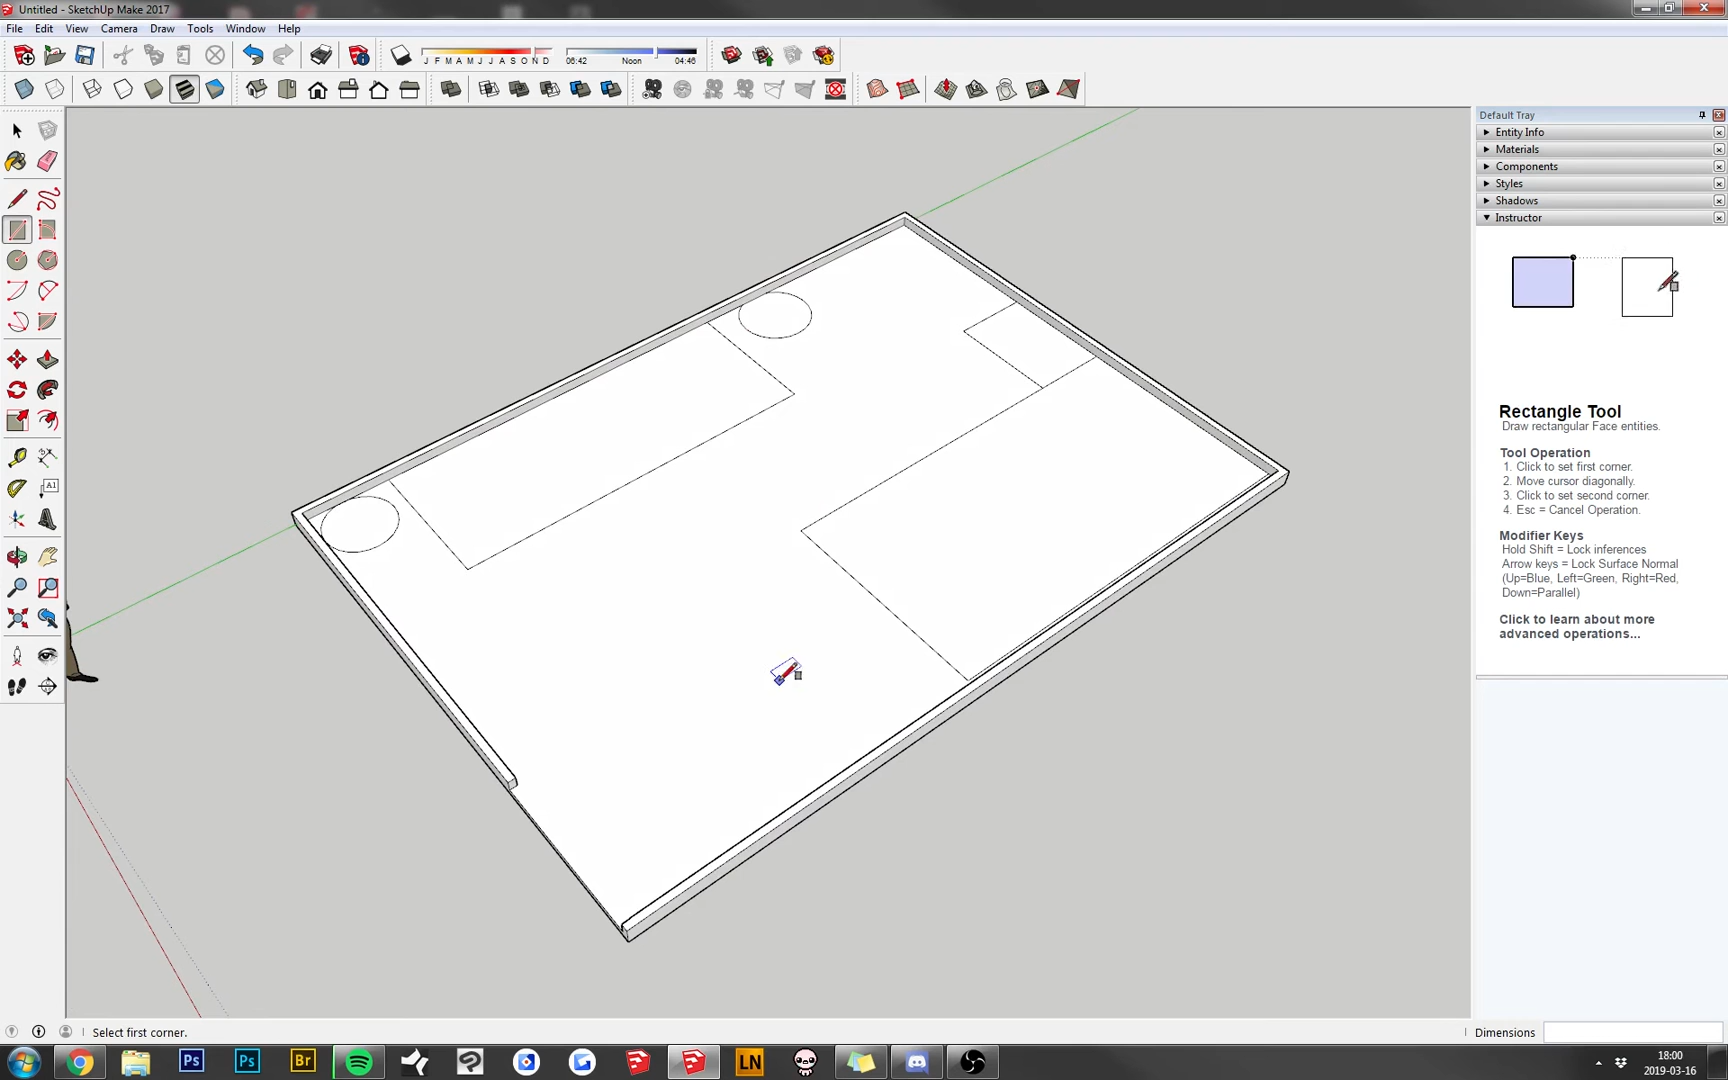 Untitled - SketchUp Make 2017
File Edit View Camera Draw Tools Window Help
J F M A M J J A S O N D
06:42 Noon 04:46
Default Tray
Entity Info
Materials
Components
Styles
Shadows
Instructor
A1
Rectangle Tool
Draw rectangular Face entities.
Tool Operation
1. Click to set first corner.
2. Move cursor diagonally.
3. Click to set second corner.
4. Esc = Cancel Operation.
Modifier Keys
Hold Shift = Lock inferences
Arrow keys = Lock Surface Normal
(Up=Blue, Left=Green, Right=Red,
Down=Parallel)
Click to learn about more
advanced operations...
Select first corner.
Dimensions
Ps Ps Br LN
18:00
2019-03-16